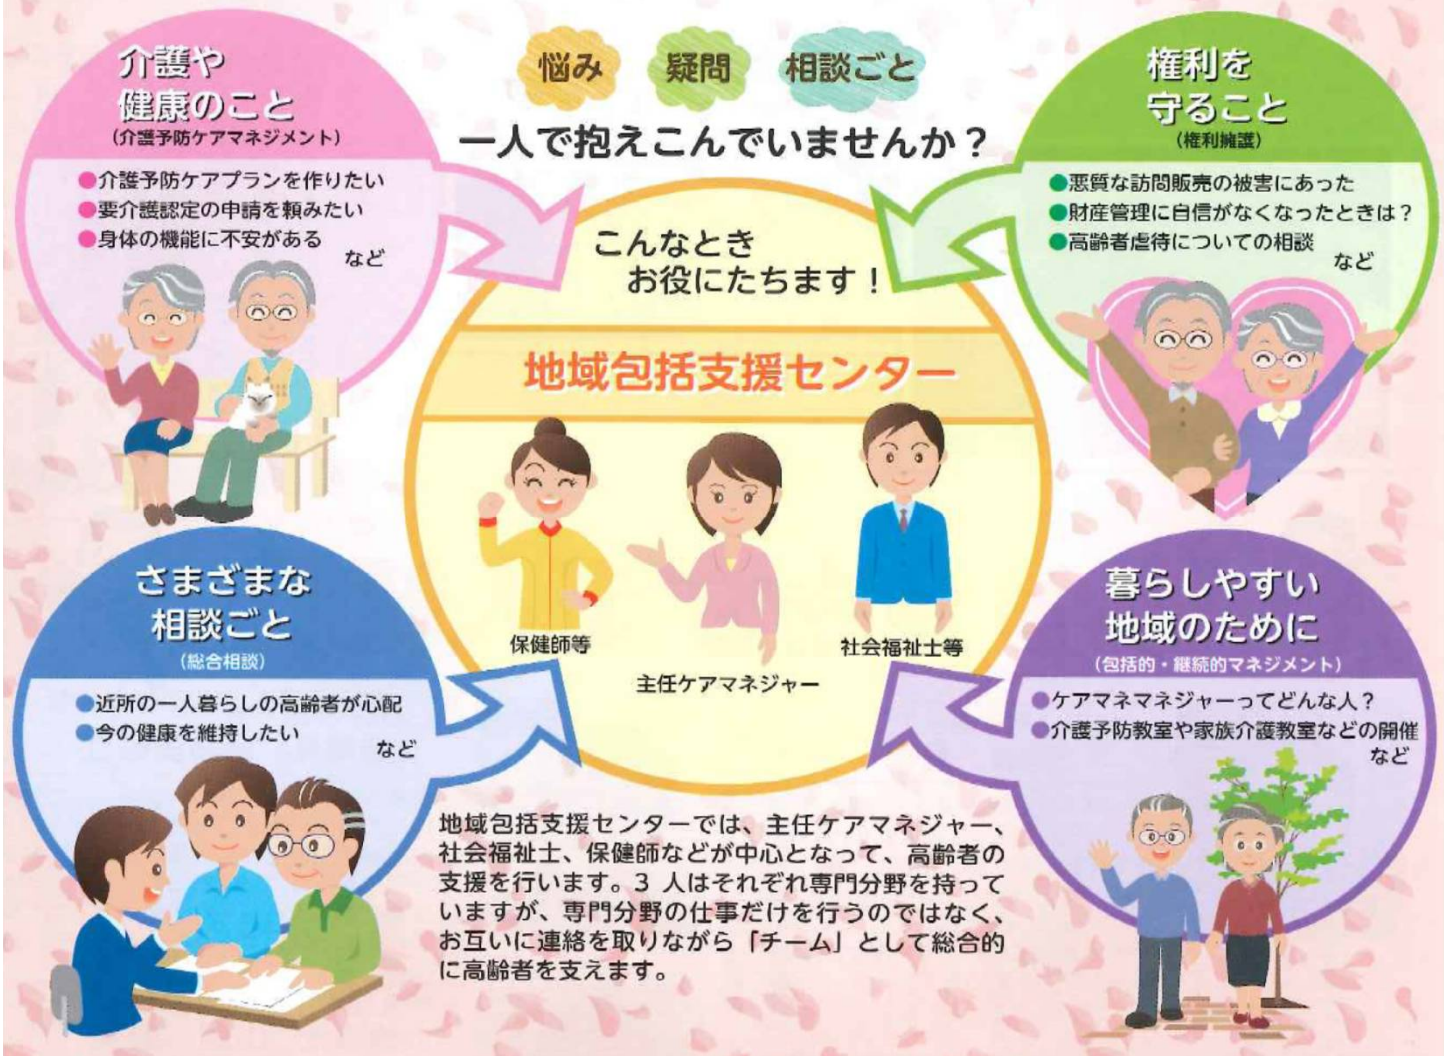 悩み 疑問 相談ごと
一人で抱えこんでいませんか？
介護や
健康のこと
（介護予防ケアマネジメント）
●介護予防ケアプランを作りたい
●要介護認定の申請を頼みたい
●身体の機能に不安がある
など
権利を
守ること
（権利擁護）
●悪質な訪問販売の被害にあった
●財産管理に自信がなくなったときは？
●高齢者虐待についての相談
など
こんなとき
お役にたちます！
地域包括支援センター
保健師等
主任ケアマネジャー
社会福祉士等
さまざまな
相談ごと
（総合相談）
●近所の一人暮らしの高齢者が心配
●今の健康を維持したい
など
暮らしやすい
地域のために
（包括的・継続的マネジメント）
●ケアマネマネジャーってどんな人？
●介護予防教室や家族介護教室などの開催
など
地域包括支援センターでは、主任ケアマネジャー、
社会福祉士、保健師などが中心となって、高齢者の
支援を行います。3 人はそれぞれ専門分野を持って
いますが、専門分野の仕事だけを行うのではなく、
お互いに連絡を取りながら「チーム」として総合的
に高齢者を支えます。